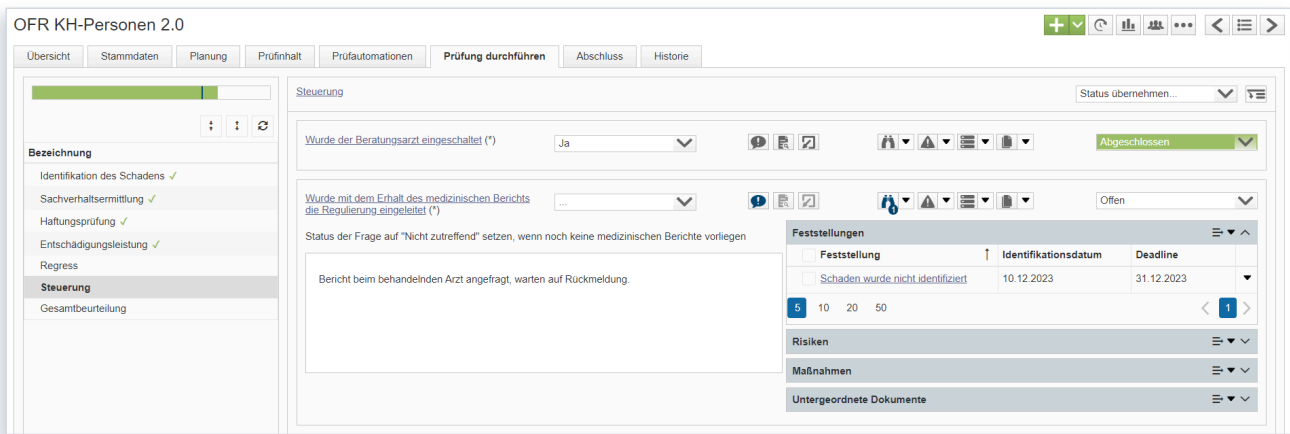 OFR KH-Personen 2.0
Übersicht Stammdaten Planung Prüfinhalt Prüfautomationen Prüfung durchführen Abschluss Historie
Steuerung Status übernehmen...
Bezeichnung
Identifikation des Schadens ✓
Sachverhaltsermittlung ✓
Haftungsprüfung ✓
Entschädigungsleistung ✓
Regress
Steuerung
Gesamtbeurteilung
Wurde der Beratungsarzt eingeschaltet (*) Ja Abgeschlossen
Wurde mit dem Erhalt des medizinischen Berichts
die Regulierung eingeleitet (*) ... 1 Offen
Status der Frage auf "Nicht zutreffend" setzen, wenn noch keine medizinischen Berichte vorliegen
Bericht beim behandelnden Arzt angefragt, warten auf Rückmeldung.
Feststellungen
Feststellung ↑ Identifikationsdatum Deadline
Schaden wurde nicht identifiziert 10.12.2023 31.12.2023
5 10 20 50 < 1 >
Risiken
Maßnahmen
Untergeordnete Dokumente